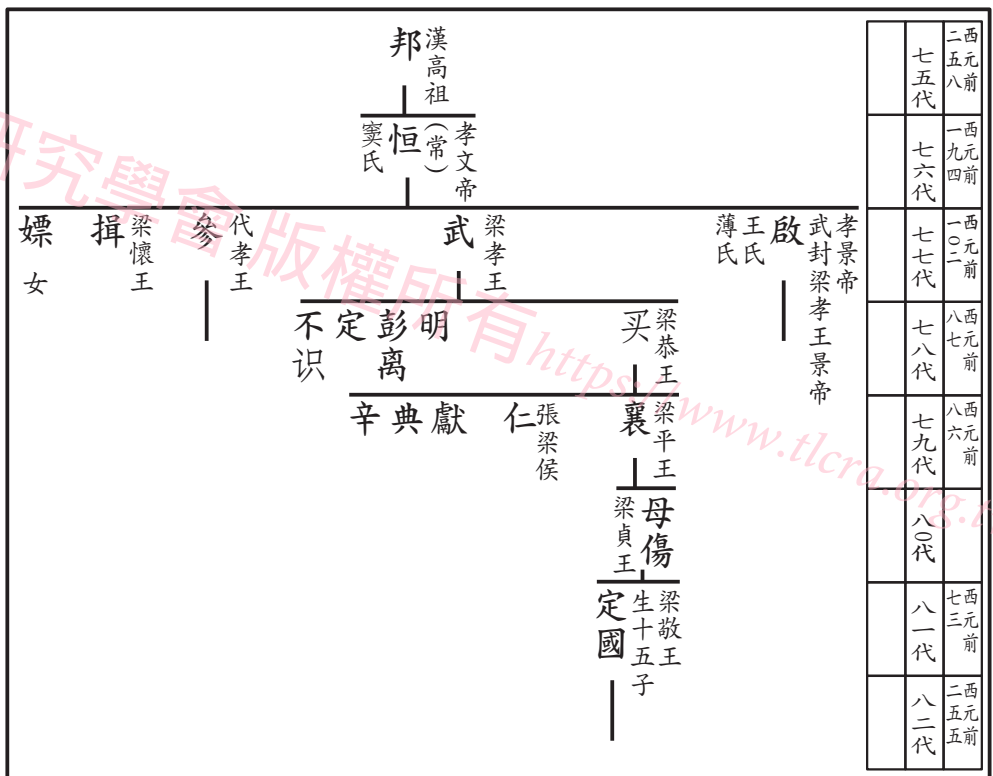 西元前二五八
七五代
西元前一九四
七六代
西元前一〇二
七七代
西元前八七
七八代
西元前八六
七九代
八〇代
西元前七三
八一代
西元前二五五
八二代
漢高祖
邦
孝文帝
恒(常)
窦氏
孝景帝
武封梁孝王景帝
啟
王氏
薄氏
梁孝王
武
代孝王
參
梁懷王
揖
嫖女
梁恭王
买
明
彭离
定
不识
梁平王
襄
張梁侯
仁
獻
典
辛
母傷
梁貞王
梁敬王
生十五子
定國
研究學會版權所有https://www.tlcra.org.t